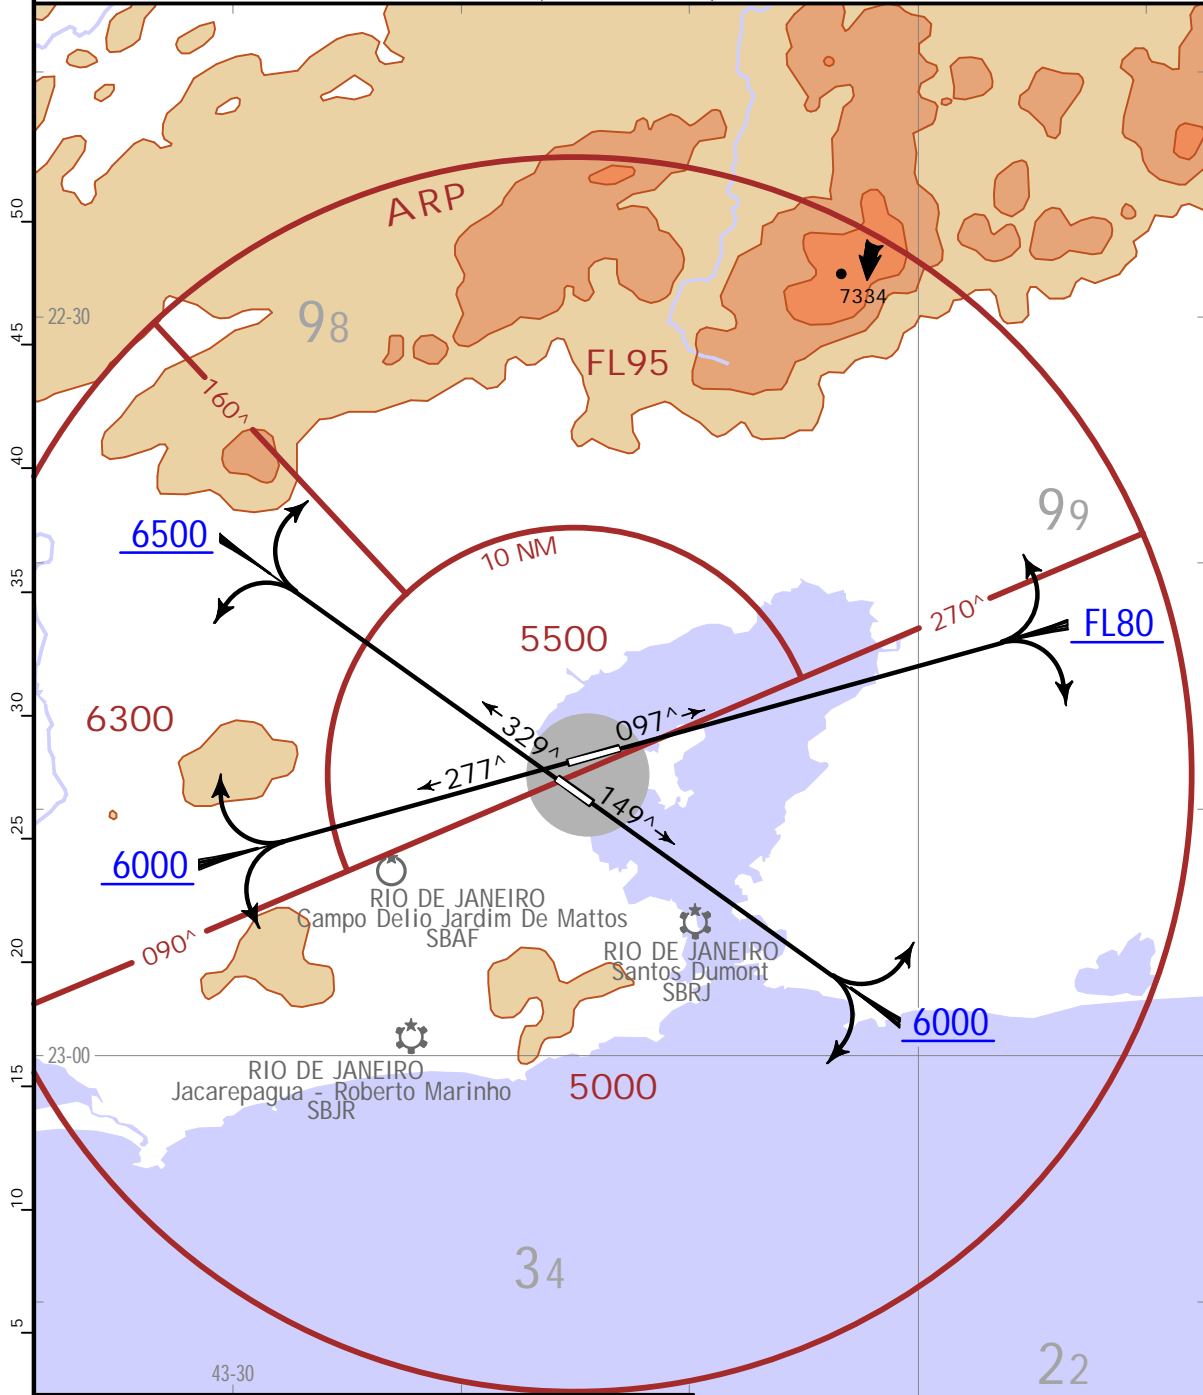 ARP
50
22-30
98
7334
45
FL95
160^
40
99
6500
10 NM
35
270^
FL80
5500
30
6300
097^
329^
277^
149^
25
6000
RIO DE JANEIRO
Campo Delio Jardim De Mattos
SBAF
090^
20
RIO DE JANEIRO
Santos Dumont
SBRJ
6000
23-00
RIO DE JANEIRO
Jacarepagua - Roberto Marinho
SBJR
15
5000
10
34
5
43-30
22